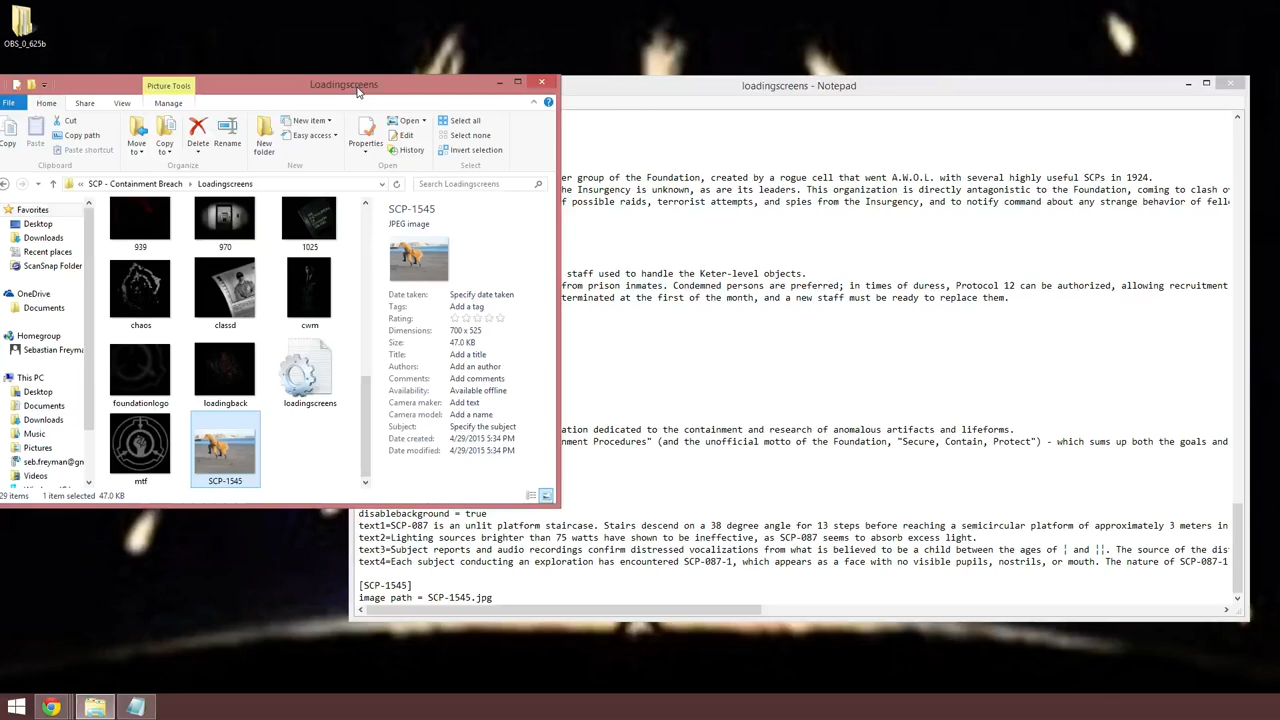 OBS_0_625b
Picture Tools
Loadingscreens
loadingscreens - Notepad
File
Home
Share
View
Manage
Copy
Paste
Cut
Copy path
Paste shortcut
Clipboard
Move to
Copy to
Delete
Rename
Organize
New folder
New item
Easy access
New
Properties
Open
Edit
History
Open
Select all
Select none
Invert selection
Select
« SCP - Containment Breach
Loadingscreens
Search Loadingscreens
Favorites
Desktop
Downloads
Recent places
ScanSnap Folder
OneDrive
Documents
Homegroup
Sebastian Freyma
This PC
Desktop
Documents
Downloads
Music
Pictures
seb.freyman@gn
Videos
939
970
1025
chaos
classd
cwm
foundationlogo
loadingback
loadingscreens
mtf
SCP-1545
SCP-1545
JPEG image
Date taken: Specify date taken
Tags: Add a tag
Rating:
Dimensions: 700 x 525
Size: 47.0 KB
Title: Add a title
Authors: Add an author
Comments: Add comments
Availability: Available offline
Camera maker: Add text
Camera model: Add a name
Subject: Specify the subject
Date created: 4/29/2015 5:34 PM
Date modified: 4/29/2015 5:34 PM
29 items 1 item selected 47.0 KB
er group of the Foundation, created by a rogue cell that went A.W.O.L. with several highly useful SCPs in 1924.
the Insurgency is unknown, as are its leaders. This organization is directly antagonistic to the Foundation, coming to clash o
f possible raids, terrorist attempts, and spies from the Insurgency, and to notify command about any strange behavior of fell
staff used to handle the Keter-level objects.
from prison inmates. Condemned persons are preferred; in times of duress, Protocol 12 can be authorized, allowing recruitment
terminated at the first of the month, and a new staff must be ready to replace them.
ation dedicated to the containment and research of anomalous artifacts and lifeforms.
nment Procedures" (and the unofficial motto of the Foundation, "Secure, Contain, Protect") - which sums up both the goals and
disablebackground = true
text1=SCP-087 is an unlit platform staircase. Stairs descend on a 38 degree angle for 13 steps before reaching a semicircular platform of approximately 3 meters in
text2=Lighting sources brighter than 75 watts have shown to be ineffective, as SCP-087 seems to absorb excess light.
text3=Subject reports and audio recordings confirm distressed vocalizations from what is believed to be a child between the ages of ¦ and ¦¦. The source of the dis
text4=Each subject conducting an exploration has encountered SCP-087-1, which appears as a face with no visible pupils, nostrils, or mouth. The nature of SCP-087-1
[SCP-1545]
image path = SCP-1545.jpg